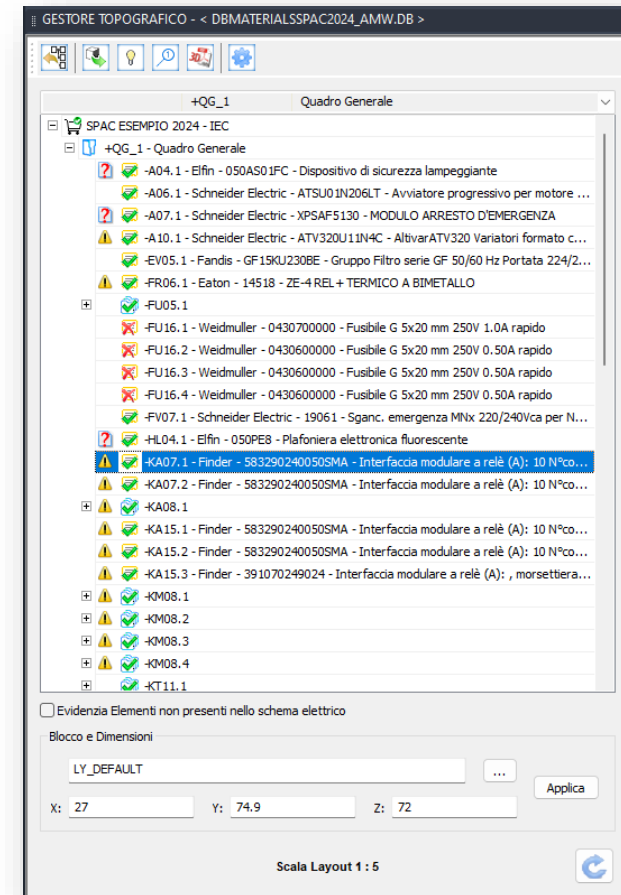 GESTORE TOPOGRAFICO - < DBMATERIALSSPAC2024_AMW.DB >
+QG_1 Quadro Generale
SPAC ESEMPIO 2024 - IEC
+QG_1 - Quadro Generale
-A04.1 - Elfin - 050AS01FC - Dispositivo di sicurezza lampeggiante
-A06.1 - Schneider Electric - ATSU01N206LT - Avviatore progressivo per motore ...
-A07.1 - Schneider Electric - XPSAF5130 - MODULO ARRESTO D'EMERGENZA
-A10.1 - Schneider Electric - ATV320U11N4C - AltivarATV320 Variatori formato c...
-EV05.1 - Fandis - GF15KU230BE - Gruppo Filtro serie GF 50/60 Hz Portata 224/2...
-FR06.1 - Eaton - 14518 - ZE-4 REL+ TERMICO A BIMETALLO
-FU05.1
-FU16.1 - Weidmuller - 0430700000 - Fusibile G 5x20 mm 250V 1.0A rapido
-FU16.2 - Weidmuller - 0430600000 - Fusibile G 5x20 mm 250V 0.50A rapido
-FU16.3 - Weidmuller - 0430600000 - Fusibile G 5x20 mm 250V 0.50A rapido
-FU16.4 - Weidmuller - 0430600000 - Fusibile G 5x20 mm 250V 0.50A rapido
-FV07.1 - Schneider Electric - 19061 - Sganc. emergenza MNx 220/240Vca per N...
-HL04.1 - Elfin - 050PE8 - Plafoniera elettronica fluorescente
-KA07.1 - Finder - 583290240050SMA - Interfaccia modulare a relè (A): 10 N°co...
-KA07.2 - Finder - 583290240050SMA - Interfaccia modulare a relè (A): 10 N°co...
-KA08.1
-KA15.1 - Finder - 583290240050SMA - Interfaccia modulare a relè (A): 10 N°co...
-KA15.2 - Finder - 583290240050SMA - Interfaccia modulare a relè (A): 10 N°co...
-KA15.3 - Finder - 391070249024 - Interfaccia modulare a relè (A): , morsettiera...
-KM08.1
-KM08.2
-KM08.3
-KM08.4
-KT11.1
Evidenzia Elementi non presenti nello schema elettrico
Blocco e Dimensioni
LY_DEFAULT ...
Applica
X: 27 Y: 74.9 Z: 72
Scala Layout 1 : 5